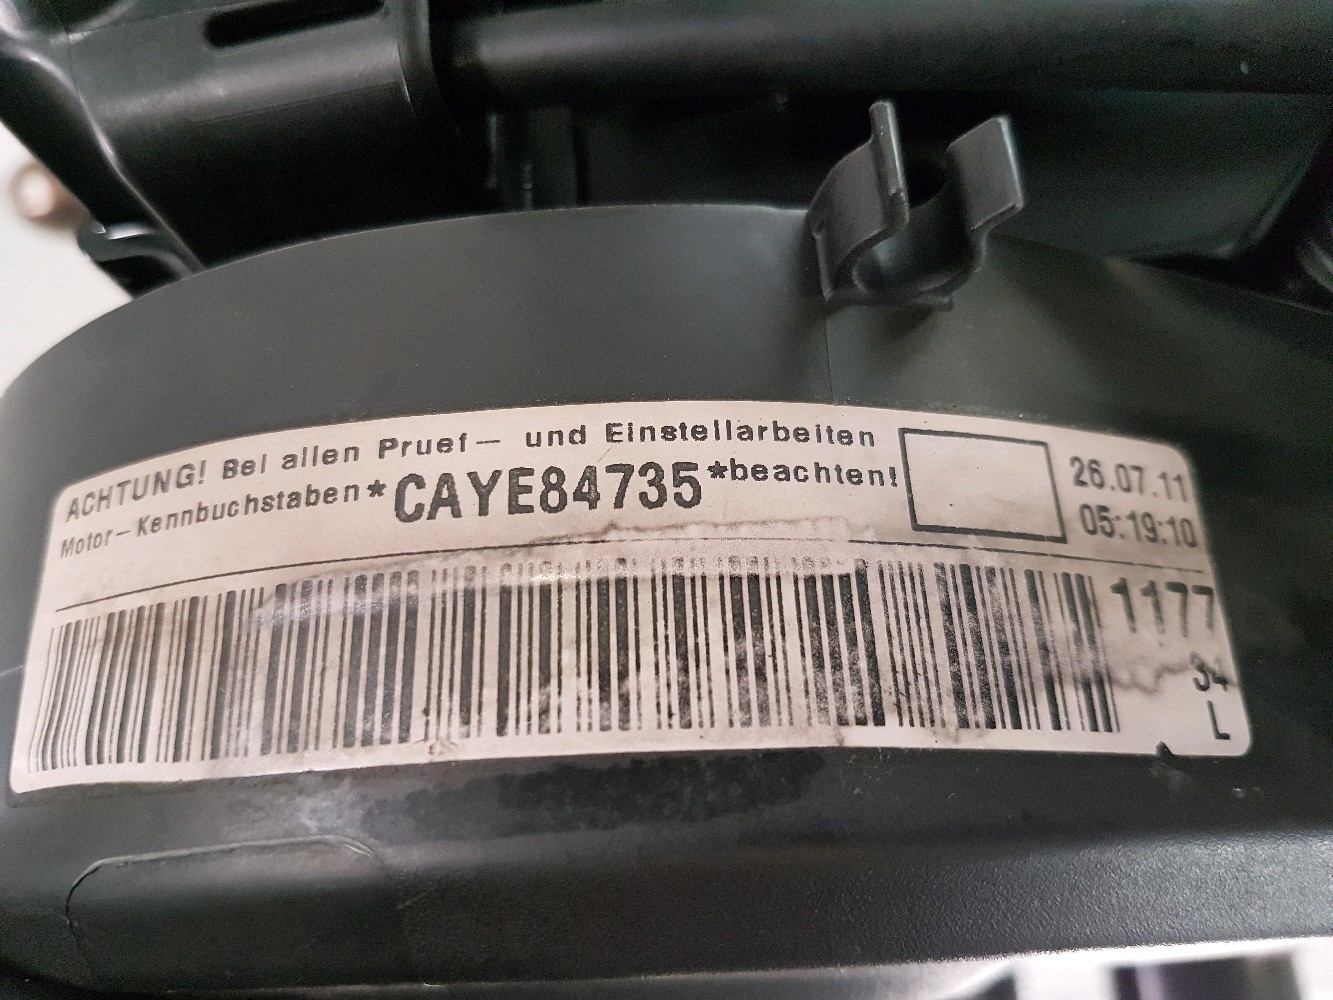 ACHTUNG! Bei allen Pruef- und Einstellarbeiten
Motor-Kennbuchstaben*CAYE84735*beachten!
26.07.11
05:19:10
1177
34
L